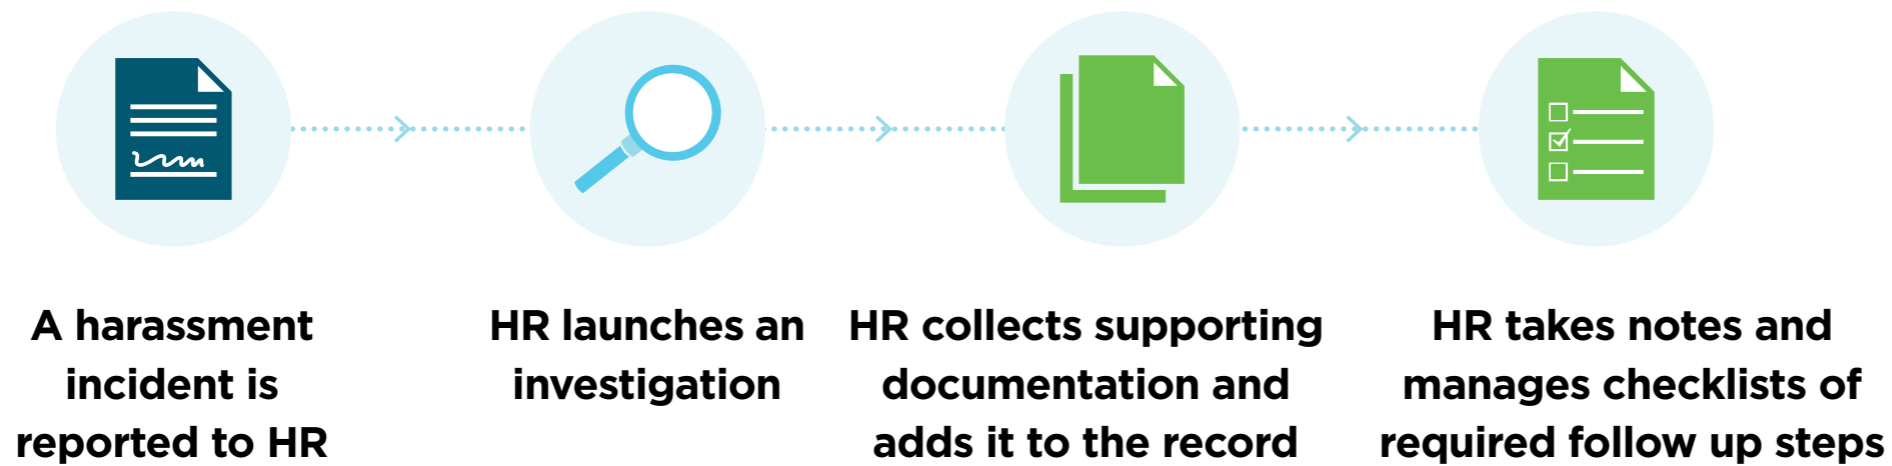 A harassment
incident is
reported to HR
HR launches an
investigation
HR collects supporting
documentation and
adds it to the record
HR takes notes and
manages checklists of
required follow up steps